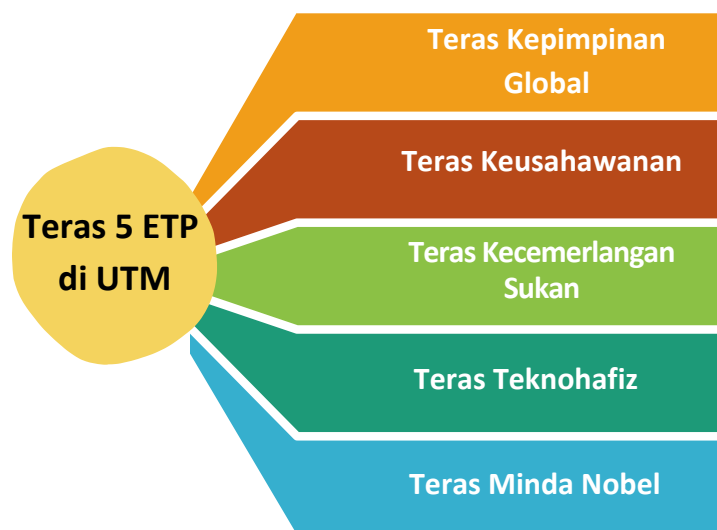 Teras Kepimpinan
Global
Teras Keusahawanan
Teras 5 ETP
di UTM
Teras Kecemerlangan
Sukan
Teras Teknohafiz
Teras Minda Nobel